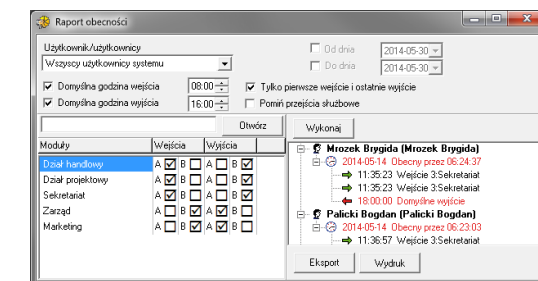 Raport obecności
Użytkownik/użytkownicy
Wszyscy użytkownicy systemu
Od dnia 2014-05-30
Do dnia 2014-05-30
Domyślna godzina wejścia 08:00
Tylko pierwsze wejście i ostatnie wyjście
Domyślna godzina wyjścia 16:00
Pomiń przejścia służbowe
Otwórz
Moduły Wejścia Wyjścia
Dział handlowy A B A B
Dział projektowy A B A B
Sekretariat A B A B
Zarząd A B A B
Marketing A B A B
Wykonaj
Mrozek Brygida (Mrozek Brygida)
2014-05-14 Obecny przez 06:24:37
11:35:23 Wejście 3:Sekretariat
11:35:23 Wejście 3:Sekretariat
18:00:00 Domyślne wyjście
Palicki Bogdan (Palicki Bogdan)
2014-05-14 Obecny przez 06:23:03
11:36:57 Wejście 3:Sekretariat
Eksport Wydruk